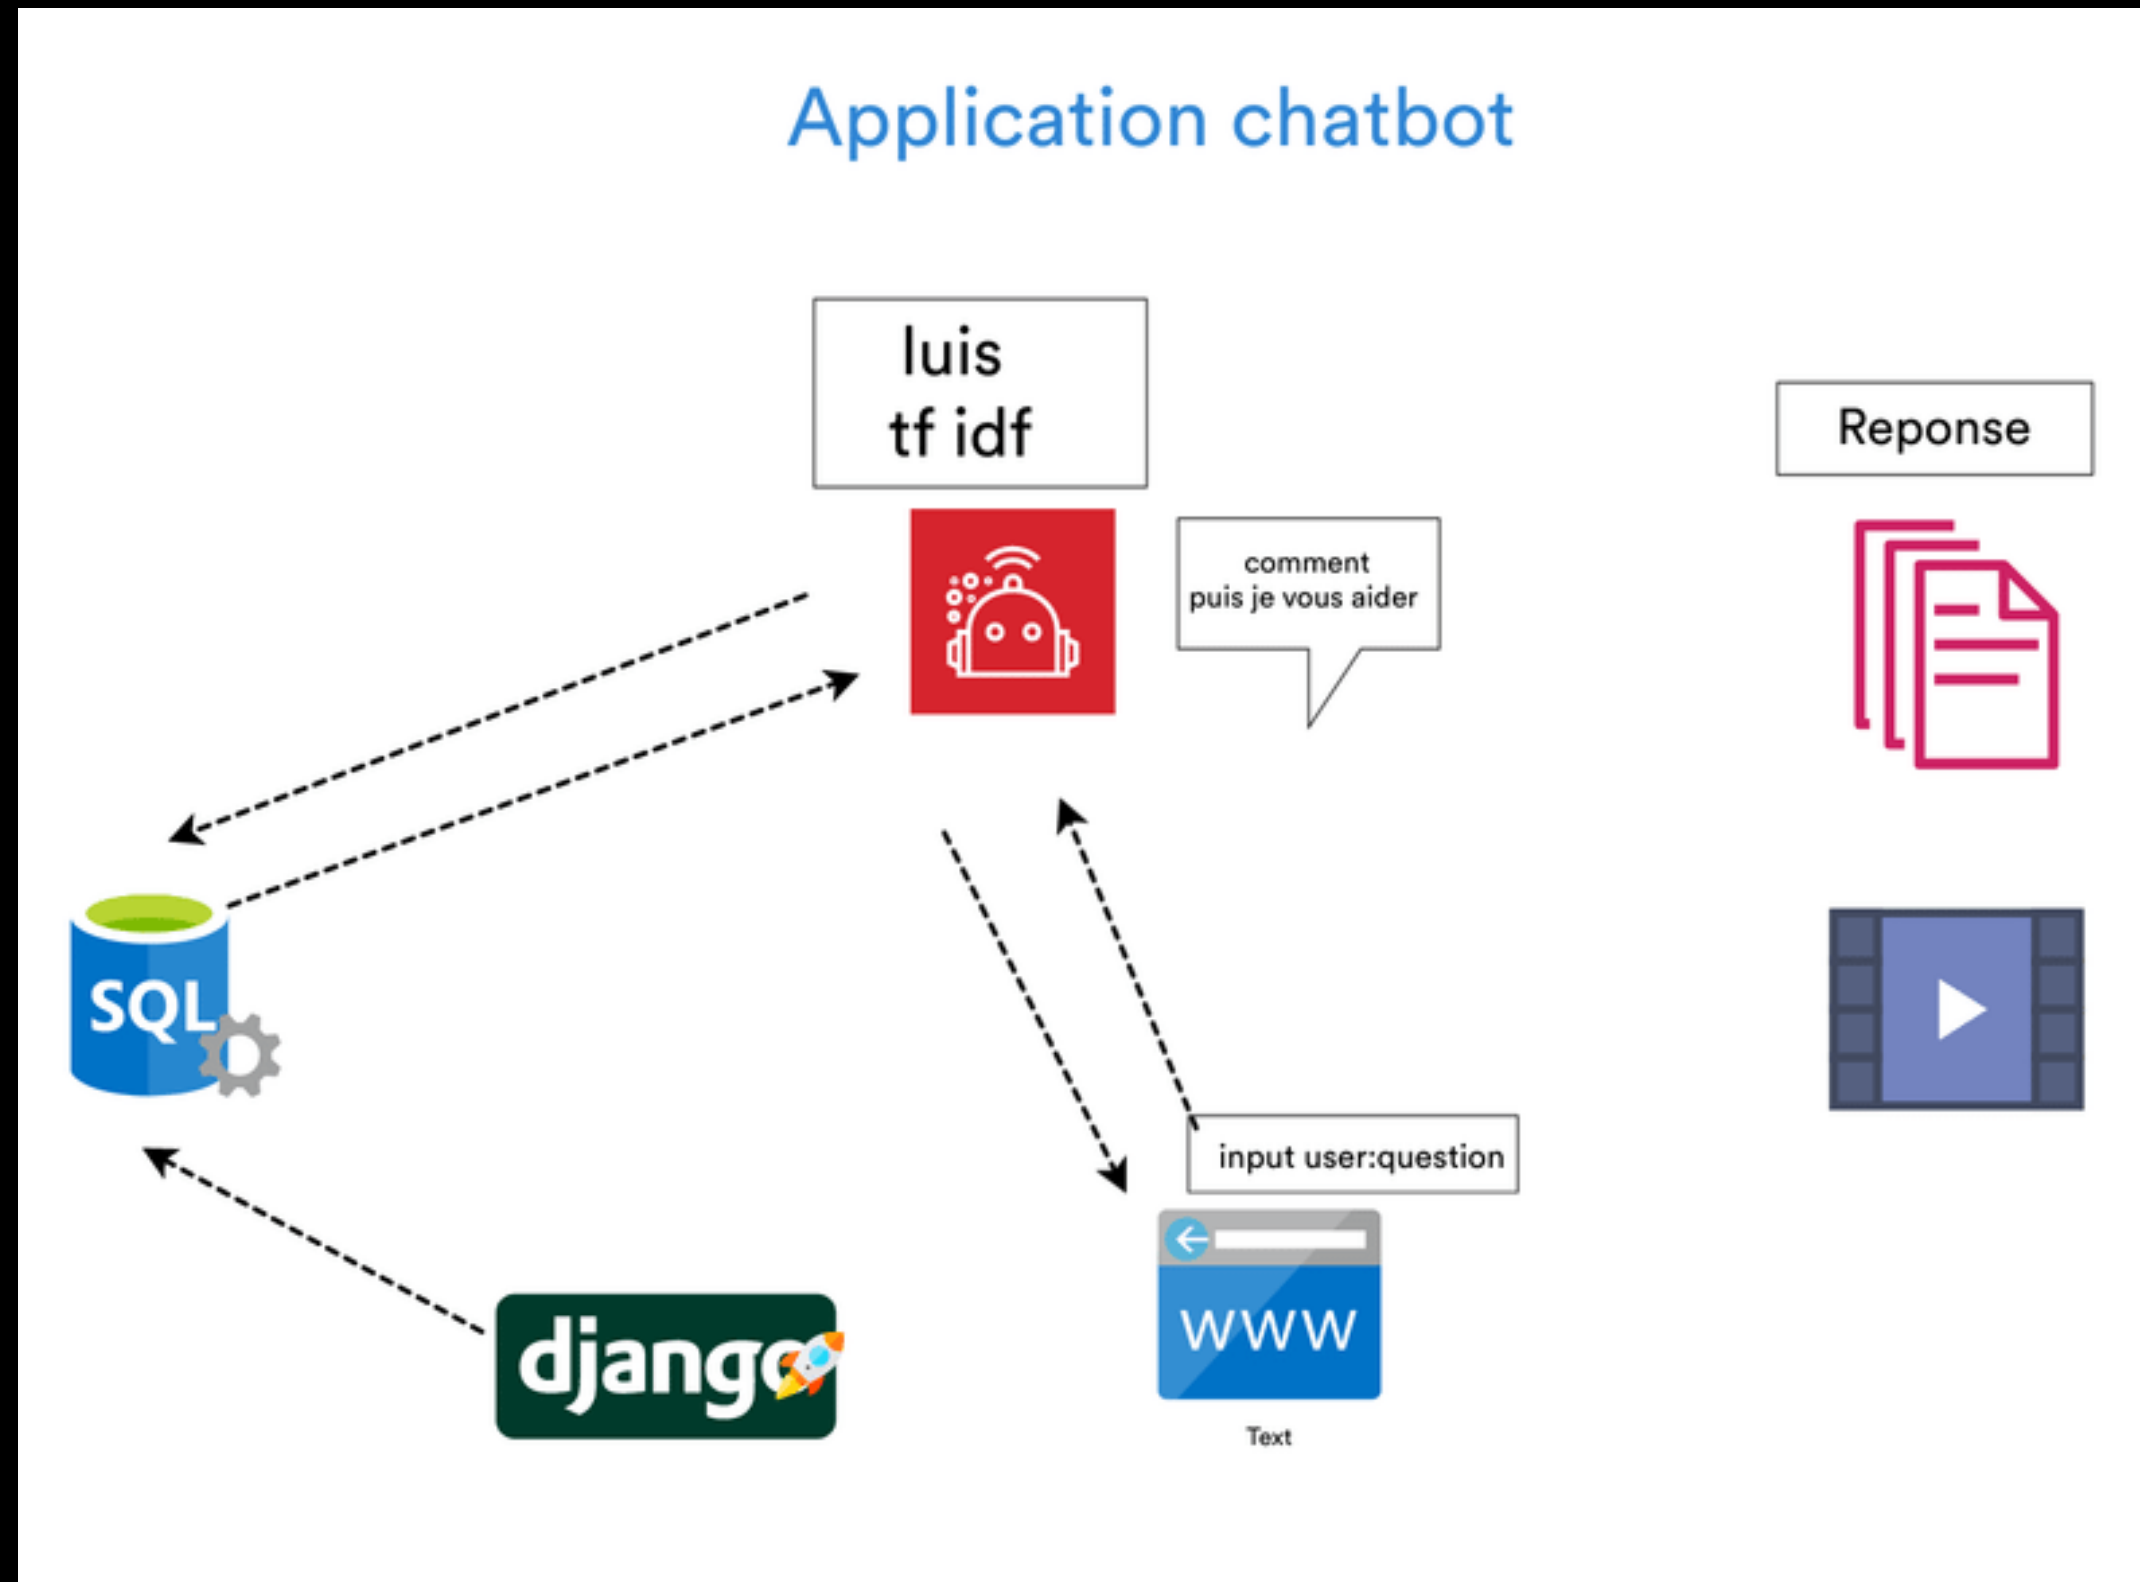 Application chatbot
luis
tf idf
Reponse
comment
puis je vous aider
SQL
input user:question
www
django
Text